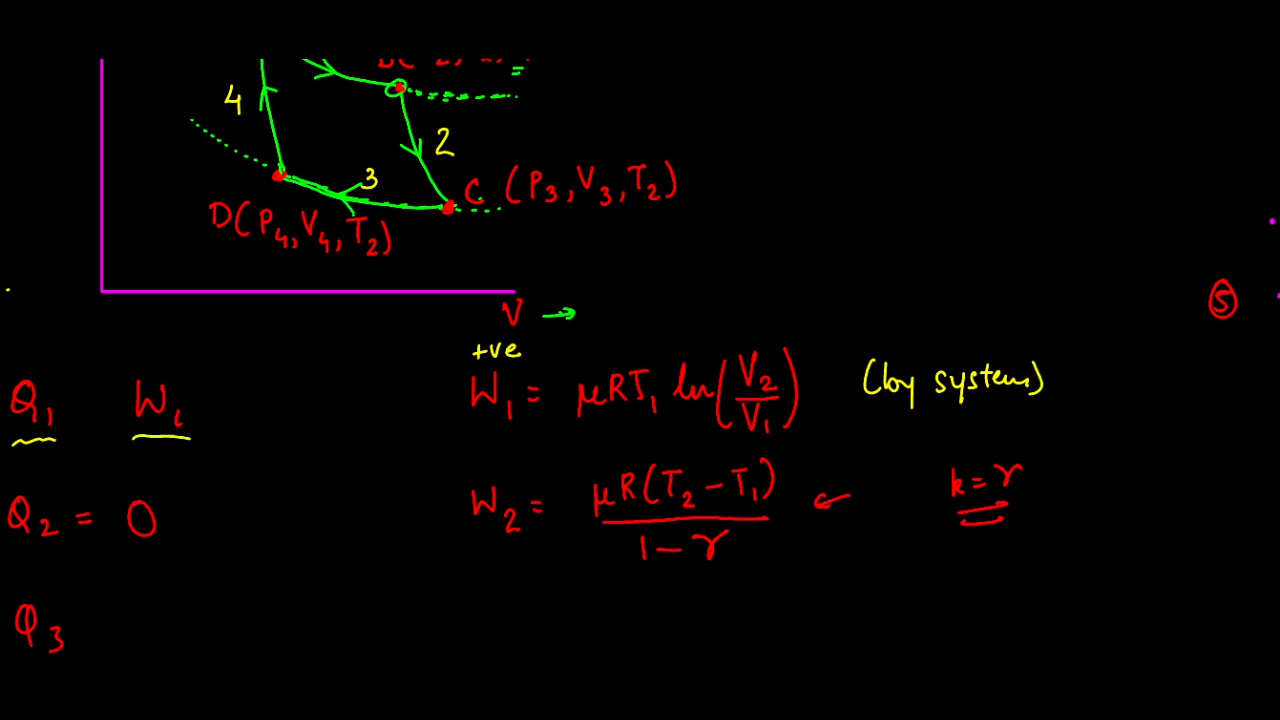 4
2
3
C (P3, V3, T2)
D(P4, V4, T2)
V →
5
+ve
Q1 W1 W1 = μRT1 ln(V2/V1) (by system)
Q2 = 0 W2 = μR(T2 - T1)/1 - γ k = γ
Q3